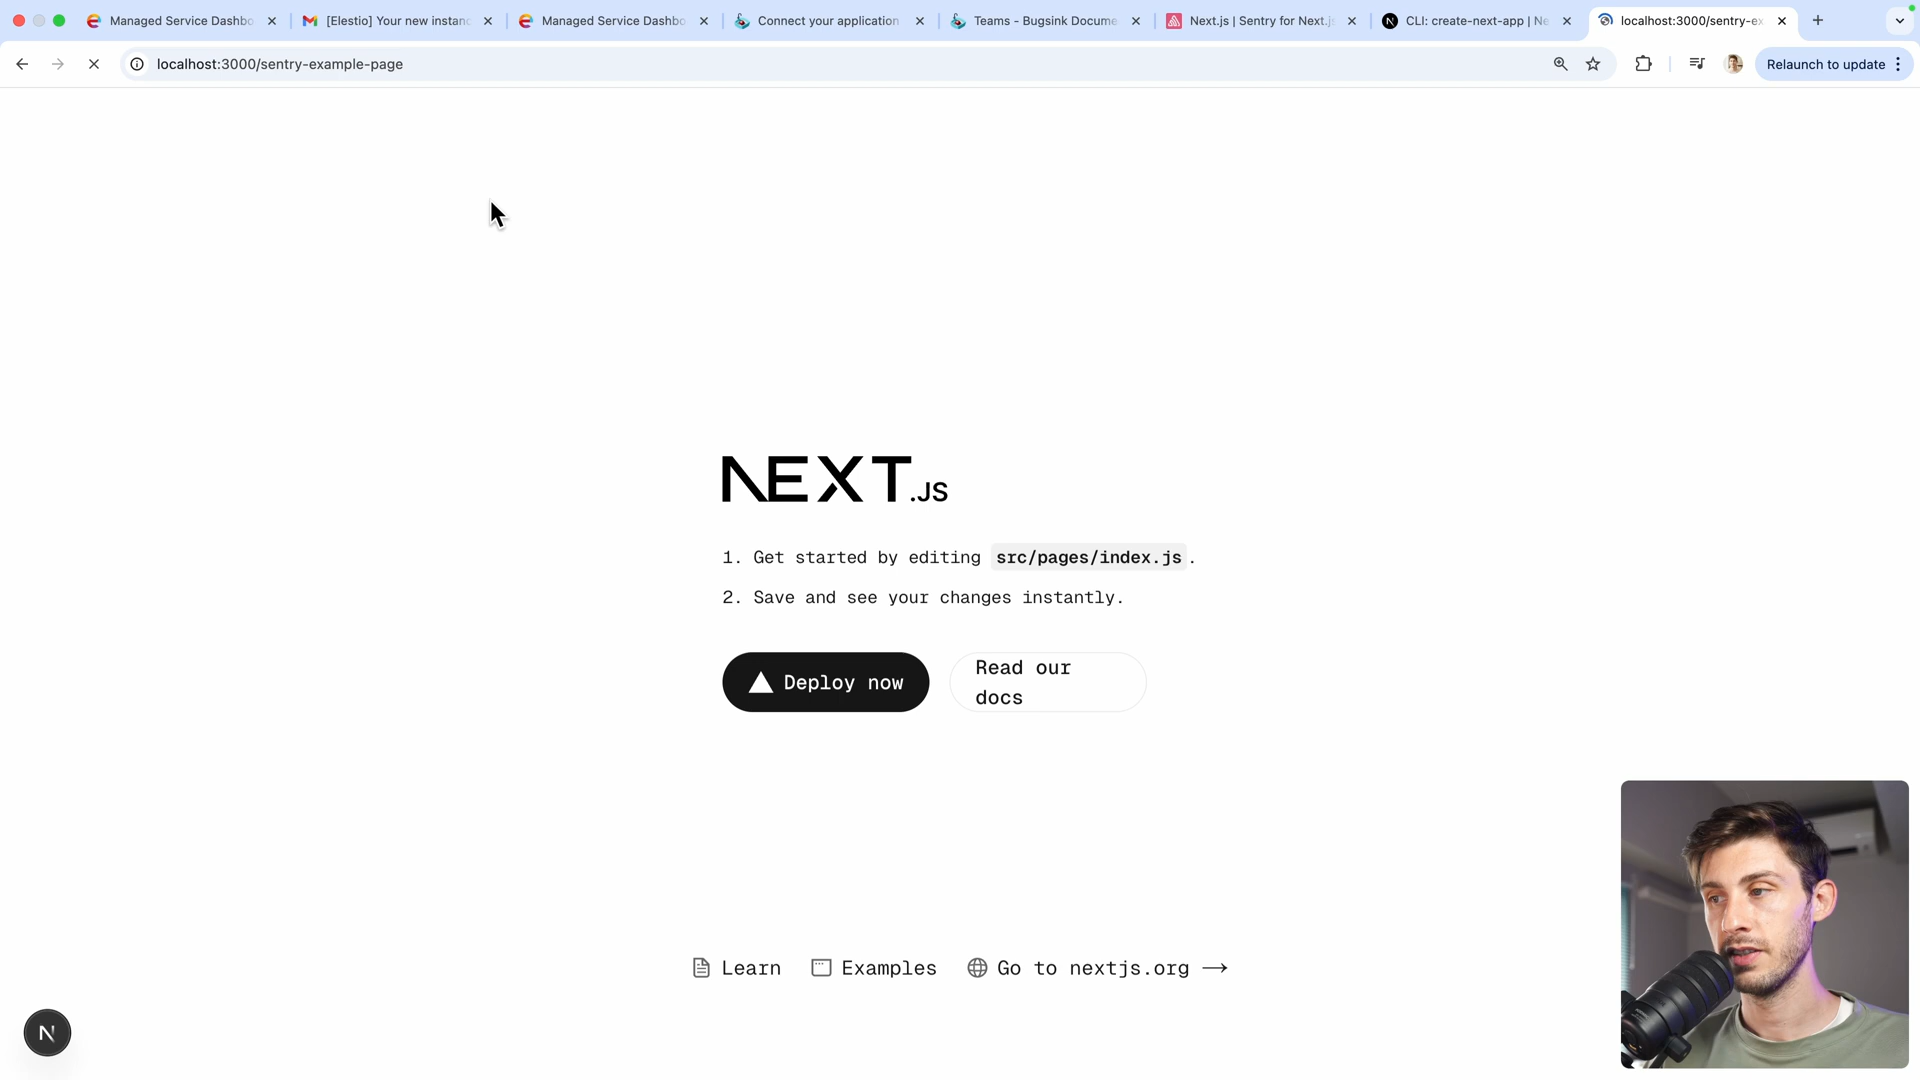 Managed Service Dashbo
[Elestio] Your new instanc
Managed Service Dashbo
Connect your application
Teams - Bugsink Docume
Next.js | Sentry for Next.js
CLI: create-next-app | Ne
localhost:3000/sentry-ex
localhost:3000/sentry-example-page
Relaunch to update
NEXT.JS
1. Get started by editing src/pages/index.js.
2. Save and see your changes instantly.
Deploy now
Read our
docs
Learn
Examples
Go to nextjs.org →
N